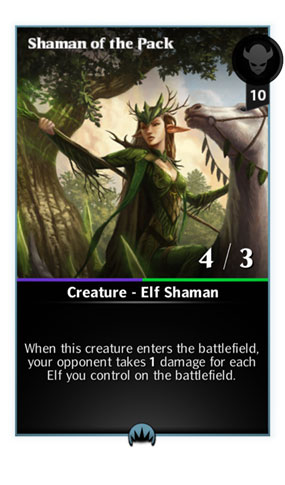 Shaman of the Pack
10
4 / 3
Creature - Elf Shaman
When this creature enters the battlefield,
your opponent takes 1 damage for each
Elf you control on the battlefield.